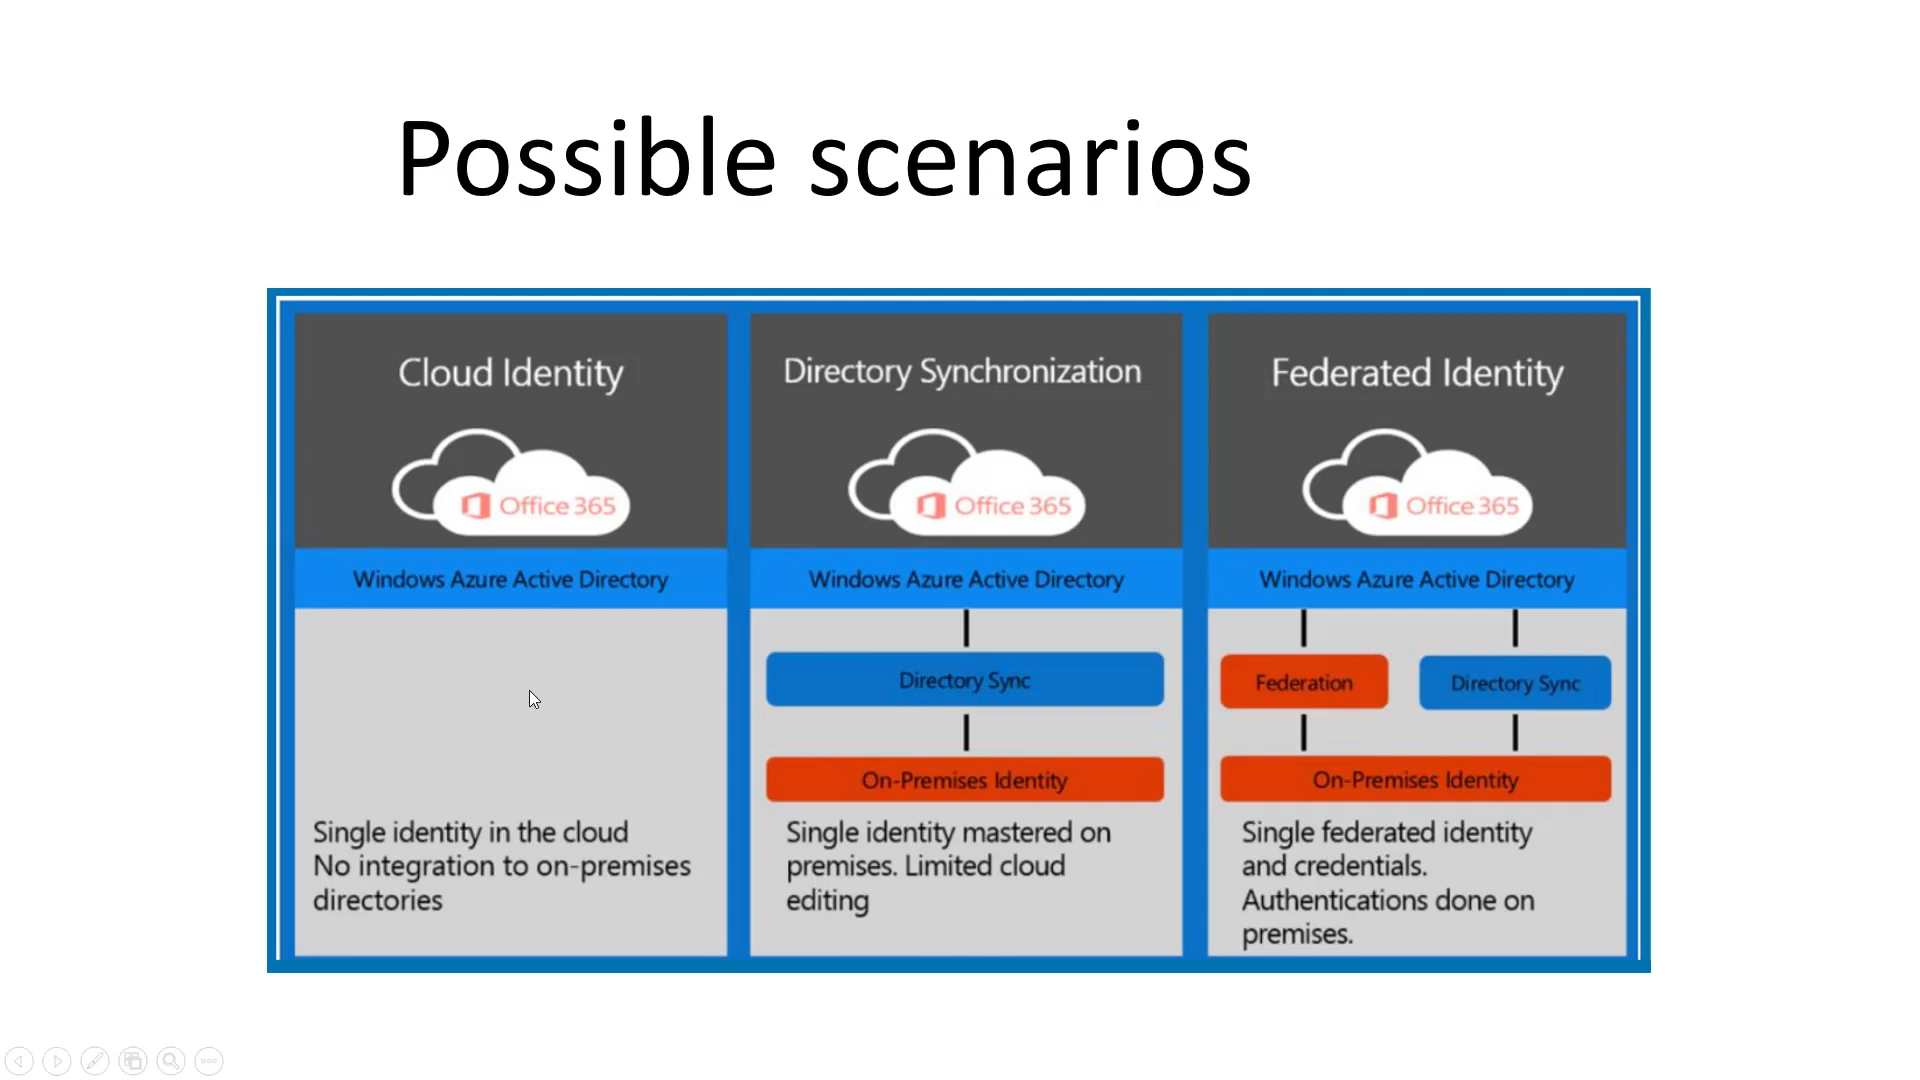 Possible scenarios
Cloud Identity
Office 365
Windows Azure Active Directory
Single identity in the cloud
No integration to on-premises
directories
Directory Synchronization
Office 365
Windows Azure Active Directory
Directory Sync
On-Premises Identity
Single identity mastered on
premises. Limited cloud
editing
Federated Identity
Office 365
Windows Azure Active Directory
Federation
Directory Sync
On-Premises Identity
Single federated identity
and credentials.
Authentications done on
premises.